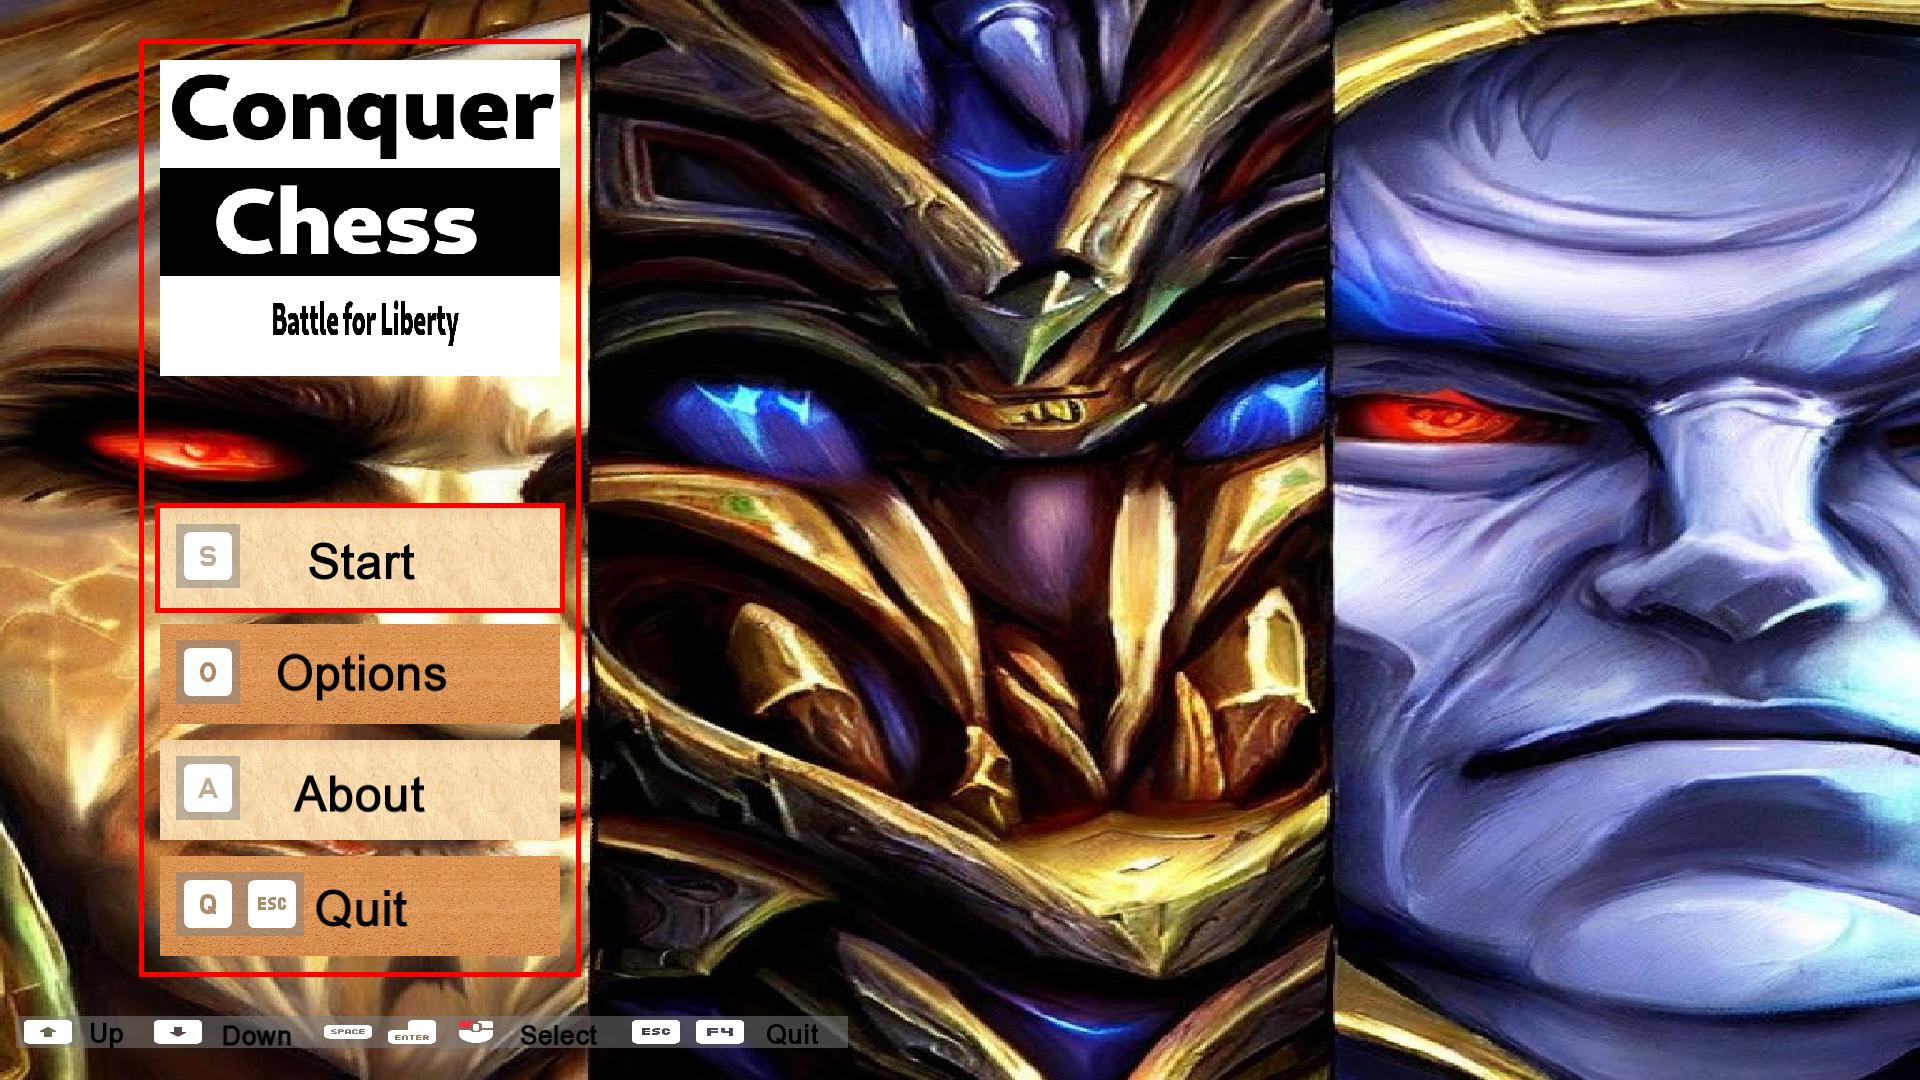 Conquer
Chess
Battle for Liberty
S Start
O Options
A About
Q ESC Quit
Up Down SPACE ENTER Select ESC F4 Quit